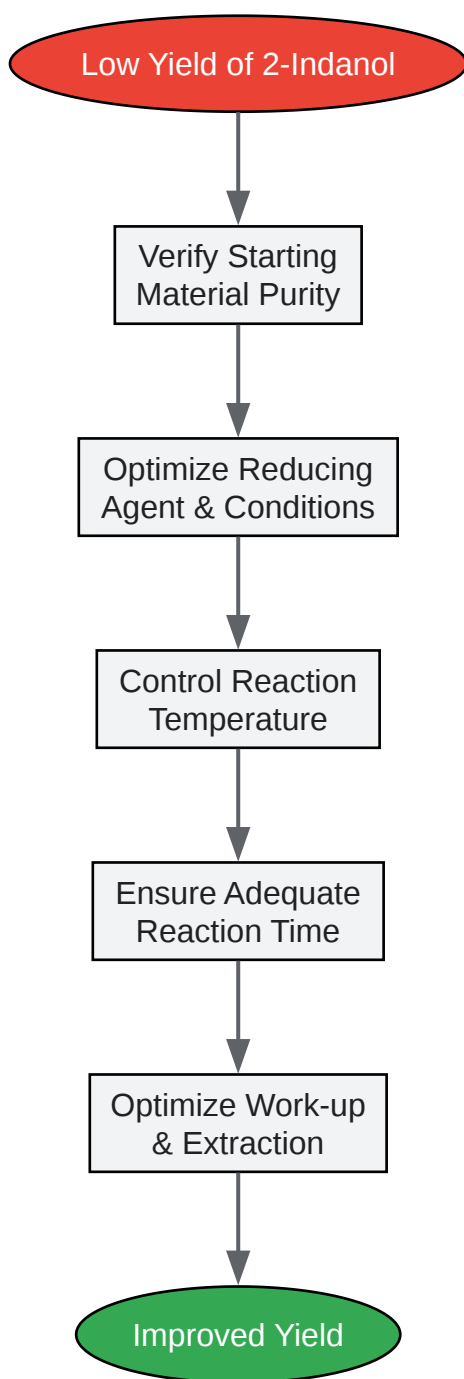 Low Yield of 2-Indanol
Verify Starting
Material Purity
Optimize Reducing
Agent & Conditions
Control Reaction
Temperature
Ensure Adequate
Reaction Time
Optimize Work-up
& Extraction
Improved Yield